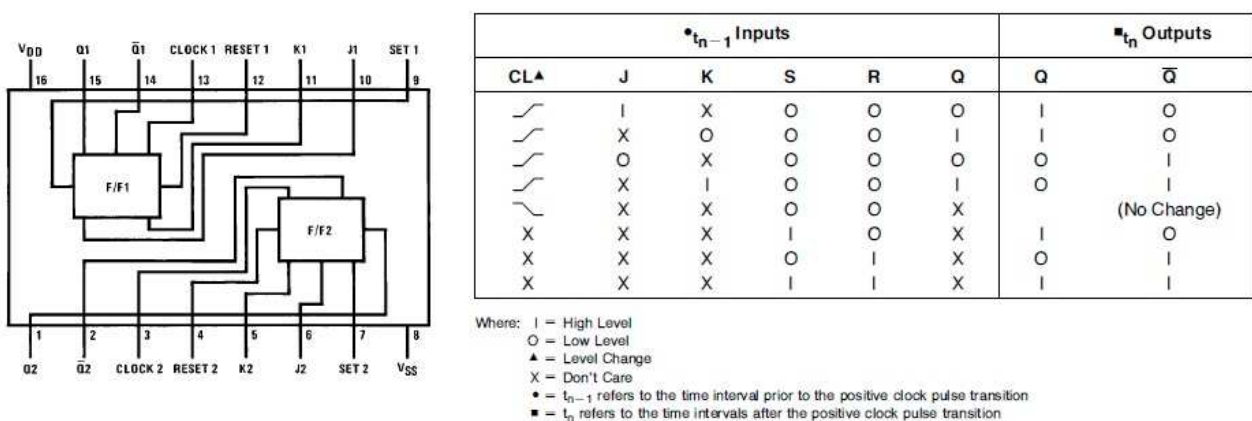 VDD Q1 Q̅1 CLOCK 1 RESET 1 K1 J1 SET 1
16 15 14 13 12 11 10 9
F/F1
F/F2
1 2 3 4 5 6 7 8
Q2 Q̅2 CLOCK 2 RESET 2 K2 J2 SET 2 VSS
•tn−1 Inputs ■tn Outputs
CL▲ J K S R Q Q Q̅
I X O O O I O
X O O O I I O
O X O O O O I
X I O O I O I
X X O O X (No Change)
X X X I O X I O
X X X O I X O I
X X X I I X I I
Where: I = High Level
O = Low Level
▲ = Level Change
X = Don't Care
• = tn−1 refers to the time interval prior to the positive clock pulse transition
■ = tn refers to the time intervals after the positive clock pulse transition